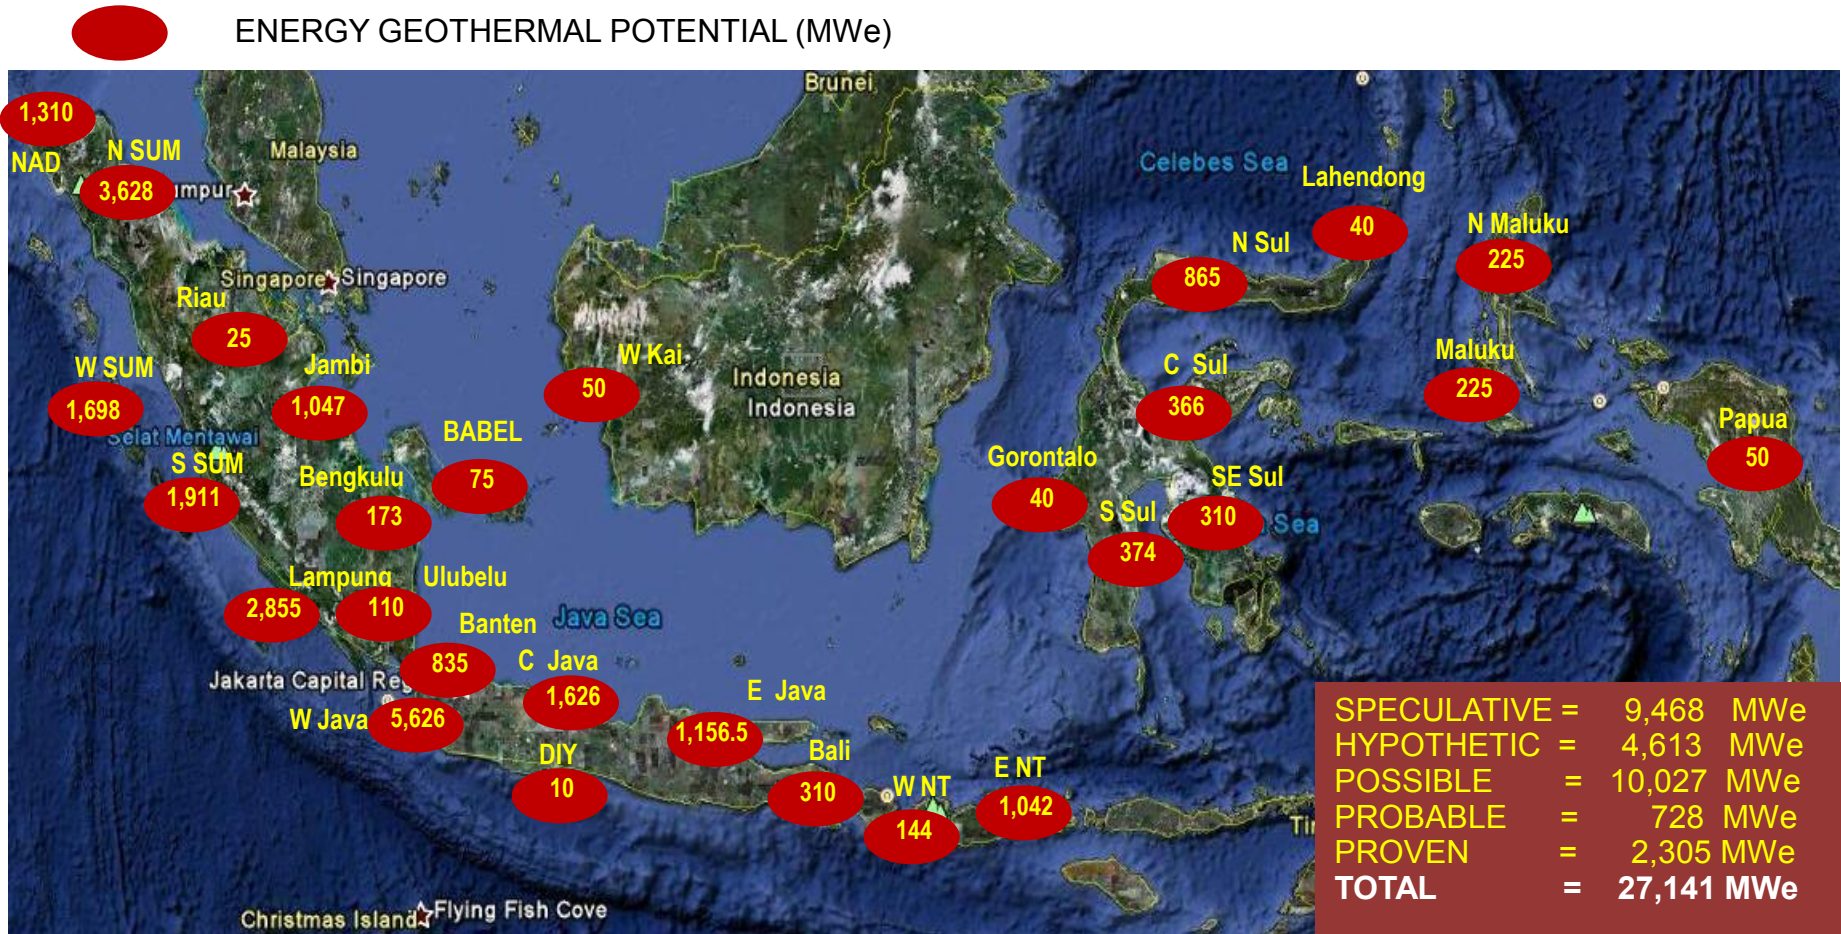 ENERGY GEOTHERMAL POTENTIAL (MWe)
Brunei
1,310
NAD
N SUM
3,628
umpur
Malaysia
Celebes Sea
Lahendong
40
N Maluku
225
N Sul
865
Singapore
Singapore
Riau
25
W SUM
1,698
Jambi
1,047
W Kai
50
Indonesia
Indonesia
C Sul
366
Maluku
225
Papua
50
Selat Mentawai
S SUM
1,911
BABEL
75
Bengkulu
173
Gorontalo
40
S Sul
374
SE Sul
310
Sea
Lampung
2,855
Ulubelu
110
Java Sea
Banten
835
C Java
1,626
Jakarta Capital Reg
W Java
5,626
E Java
1,156.5
DIY
10
Bali
310
W NT
144
E NT
1,042
Tir
Christmas Island
Flying Fish Cove
SPECULATIVE = 9,468 MWe
HYPOTHETIC = 4,613 MWe
POSSIBLE = 10,027 MWe
PROBABLE = 728 MWe
PROVEN = 2,305 MWe
TOTAL = 27,141 MWe